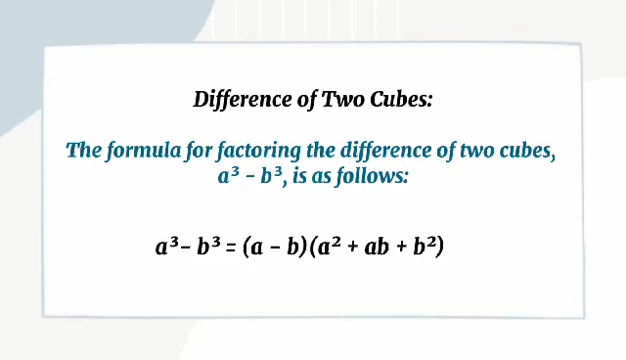 Difference of Two Cubes:
The formula for factoring the difference of two cubes,
a³ - b³, is as follows:
a³- b³ = (a - b)(a² + ab + b²)